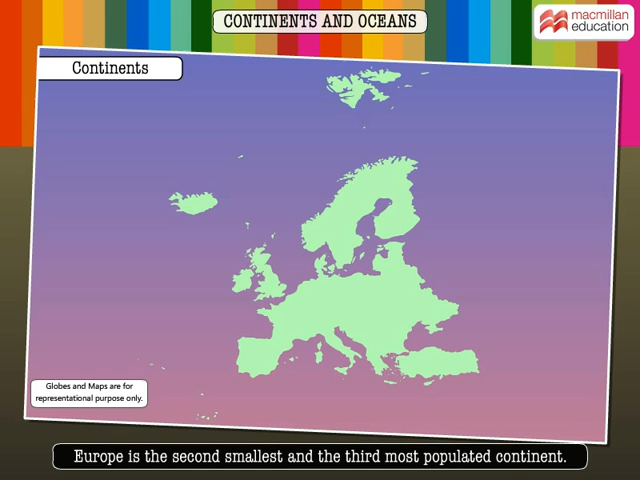 CONTINENTS AND OCEANS
macmillan
education
Continents
Globes and Maps are for
representational purpose only.
Europe is the second smallest and the third most populated continent.